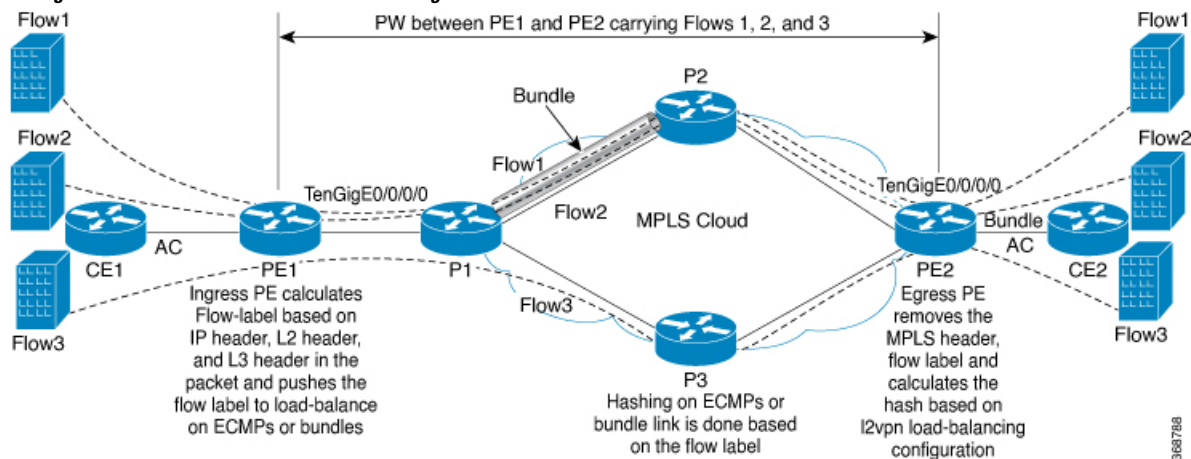 PW between PE1 and PE2 carrying Flows 1, 2, and 3
Flow1
Flow1
P2
Bundle
Flow2
Flow1
Flow2
TenGigE0/0/0/0
TenGigE0/0/0/0
Flow2
MPLS Cloud
Bundle
AC
AC
CE1
PE1
P1
PE2
CE2
Flow3
Flow3
Flow3
Ingress PE calculates
Flow-label based on
IP header, L2 header,
and L3 header in the
packet and pushes the
flow label to load-balance
on ECMPs or bundles
P3
Hashing on ECMPs or
bundle link is done based
on the flow label
Egress PE
removes the
MPLS header,
flow label and
calculates the
hash based on
l2vpn load-balancing
configuration
368788